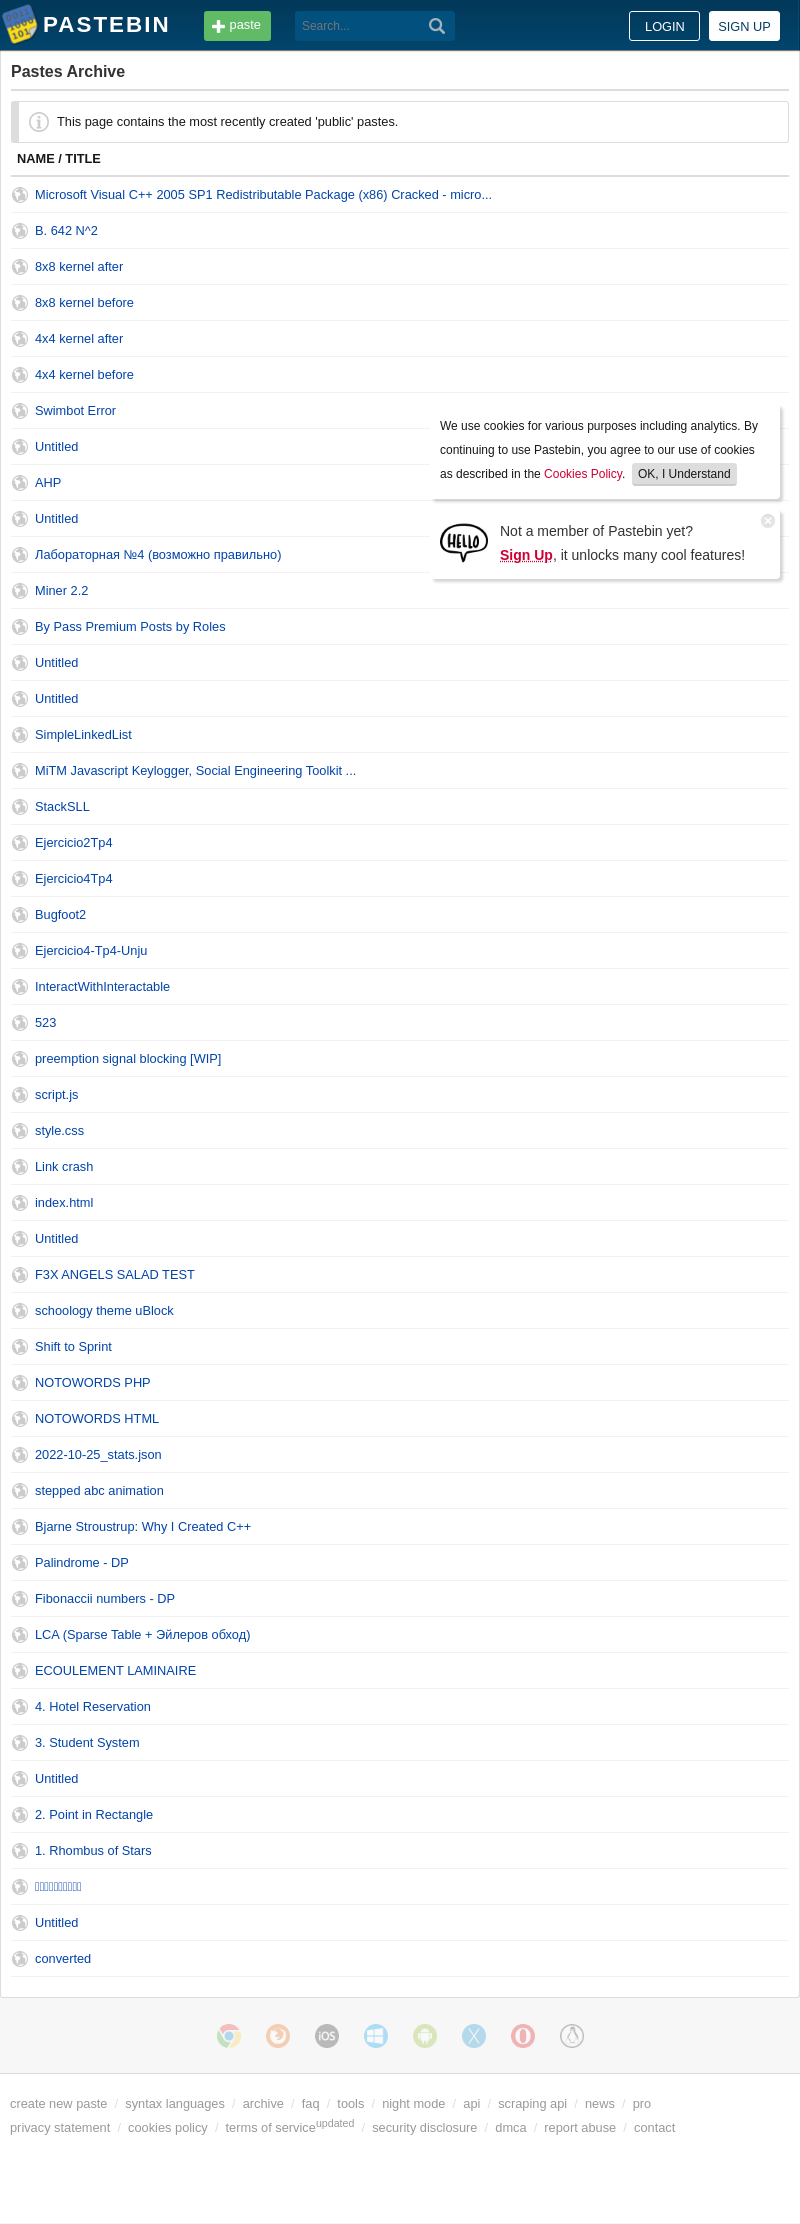 PASTEBIN
paste
Search...
LOGIN
SIGN UP
Pastes Archive
This page contains the most recently created 'public' pastes.
NAME / TITLE
Microsoft Visual C++ 2005 SP1 Redistributable Package (x86) Cracked - micro...
B. 642 N^2
8x8 kernel after
8x8 kernel before
4x4 kernel after
4x4 kernel before
Swimbot Error
Untitled
AHP
Untitled
Лабораторная №4 (возможно правильно)
We use cookies for various purposes including analytics. By
continuing to use Pastebin, you agree to our use of cookies
as described in the Cookies Policy. OK, I Understand
HELLO
Not a member of Pastebin yet?
Sign Up, it unlocks many cool features!
Miner 2.2
By Pass Premium Posts by Roles
Untitled
Untitled
SimpleLinkedList
MiTM Javascript Keylogger, Social Engineering Toolkit ...
StackSLL
Ejercicio2Tp4
Ejercicio4Tp4
Bugfoot2
Ejercicio4-Tp4-Unju
InteractWithInteractable
523
preemption signal blocking [WIP]
script.js
style.css
Link crash
index.html
Untitled
F3X ANGELS SALAD TEST
schoology theme uBlock
Shift to Sprint
NOTOWORDS PHP
NOTOWORDS HTML
2022-10-25_stats.json
stepped abc animation
Bjarne Stroustrup: Why I Created C++
Palindrome - DP
Fibonaccii numbers - DP
LCA (Sparse Table + Эйлеров обход)
ECOULEMENT LAMINAIRE
4. Hotel Reservation
3. Student System
Untitled
2. Point in Rectangle
1. Rhombus of Stars
Untitled
converted
iOS
create new paste / syntax languages / archive / faq / tools / night mode / api / scraping api / news / pro
privacy statement / cookies policy / terms of service updated / security disclosure / dmca / report abuse / contact